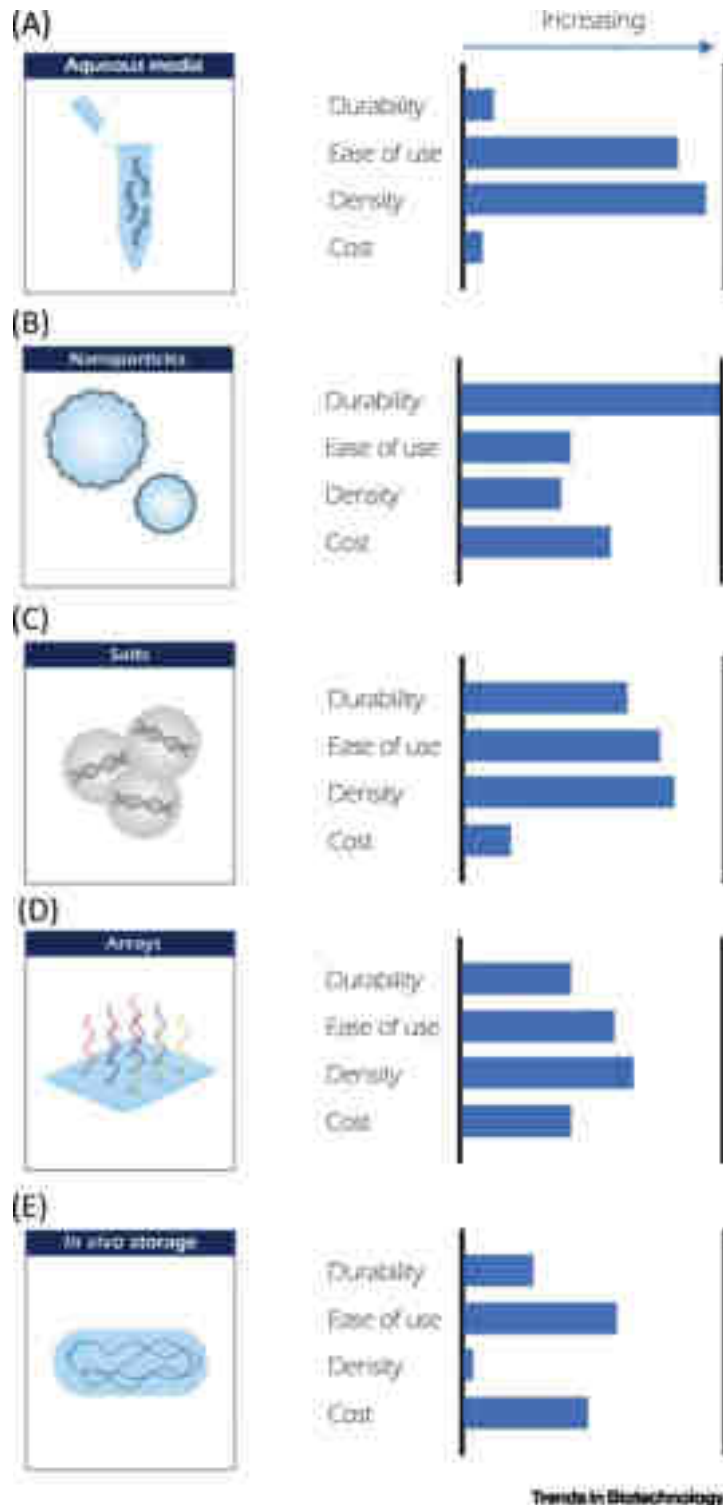 (A)
Increasing
Aqueous media
Durability
Ease of use
Density
Cost
(B)
Nanoparticles
Durability
Ease of use
Density
Cost
(C)
Salts
Durability
Ease of use
Density
Cost
(D)
Arrays
Durability
Ease of use
Density
Cost
(E)
In vivo storage
Durability
Ease of use
Density
Cost
Trends in Biotechnology